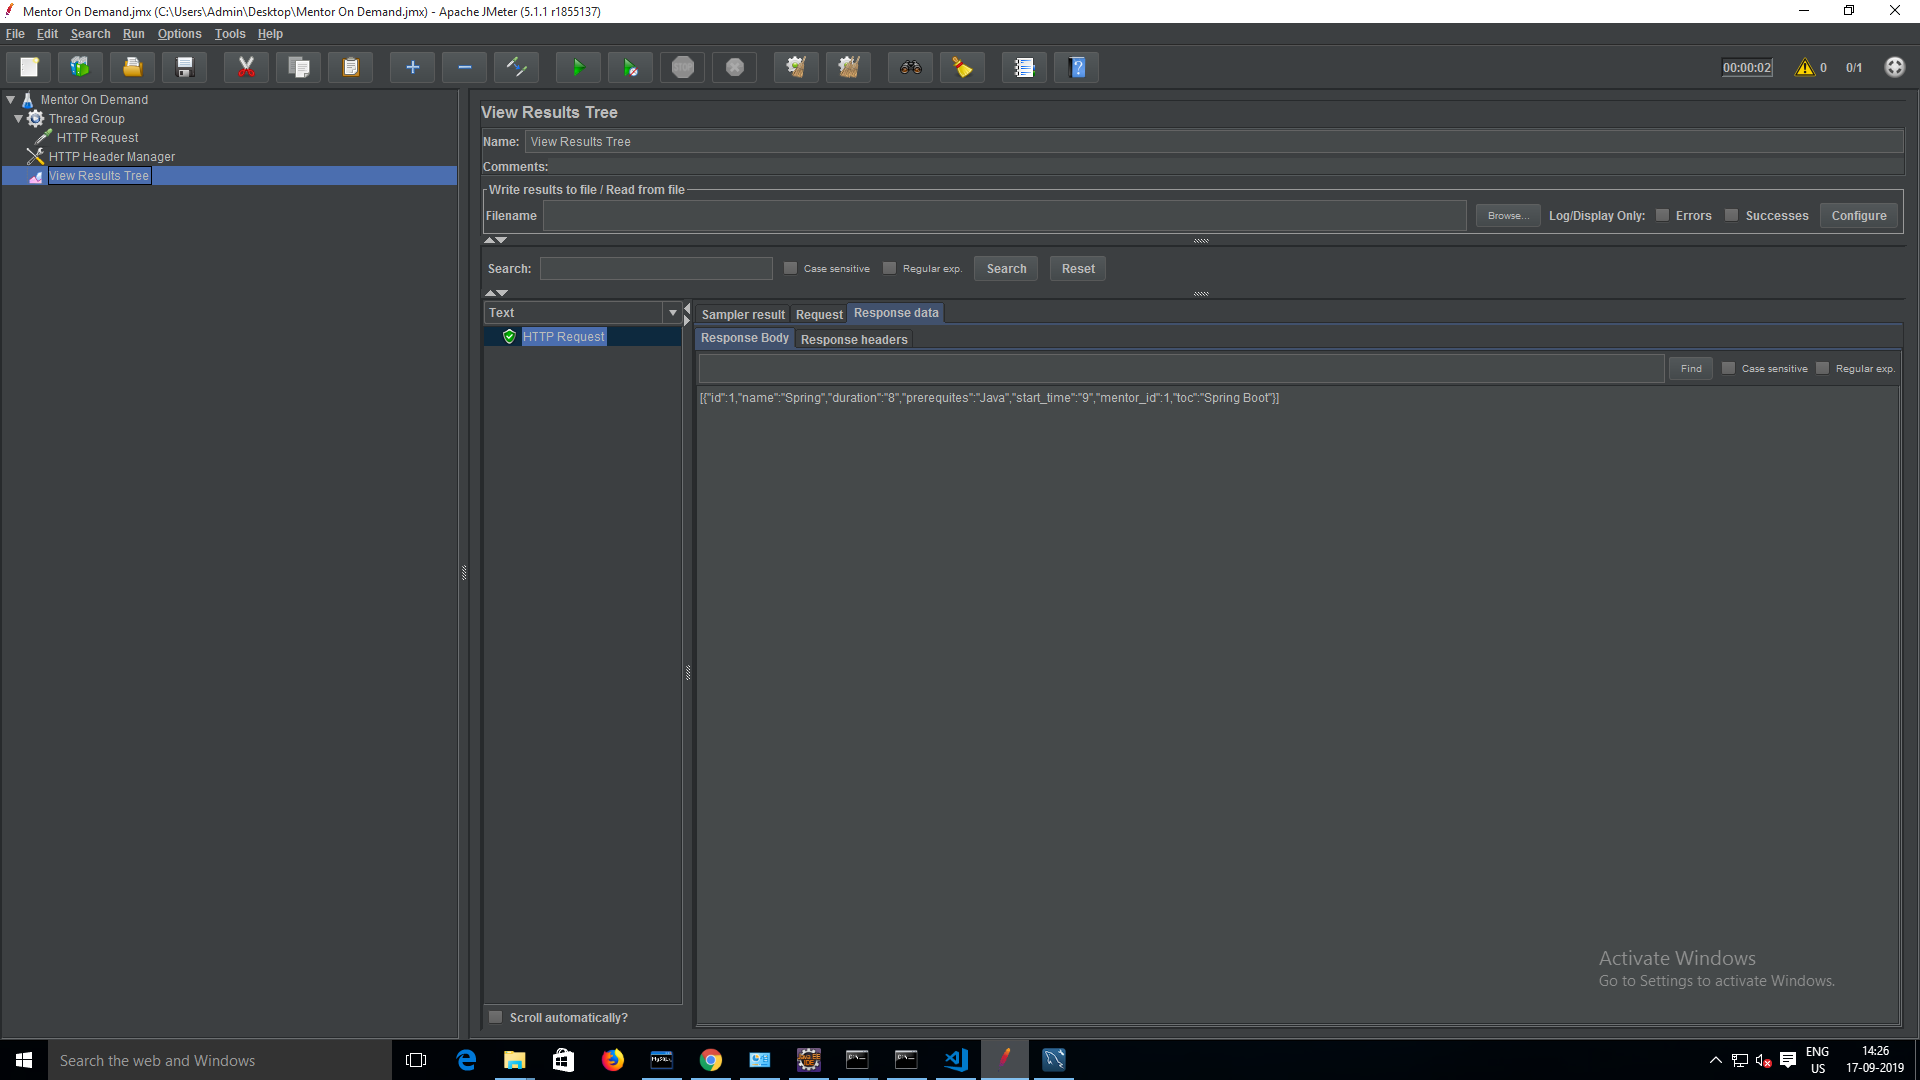 Mentor On Demand.jmx (C:\Users\Admin\Desktop\Mentor On Demand.jmx) - Apache JMeter (5.1.1 r1855137)
File Edit Search Run Options Tools Help
00:00:02 0 0/1
Mentor On Demand
Thread Group
HTTP Request
HTTP Header Manager
View Results Tree
View Results Tree
Name: View Results Tree
Comments:
Write results to file / Read from file
Filename Browse... Log/Display Only: Errors Successes Configure
Search: Case sensitive Regular exp. Search Reset
Text
HTTP Request
Sampler result Request Response data
Response Body Response headers
Find Case sensitive Regular exp.
[{"id":1,"name":"Spring","duration":"8","prerequites":"Java","start_time":"9","mentor_id":1,"toc":"Spring Boot"}]
Scroll automatically?
Activate Windows
Go to Settings to activate Windows.
Search the web and Windows
ENG
US
14:26
17-09-2019